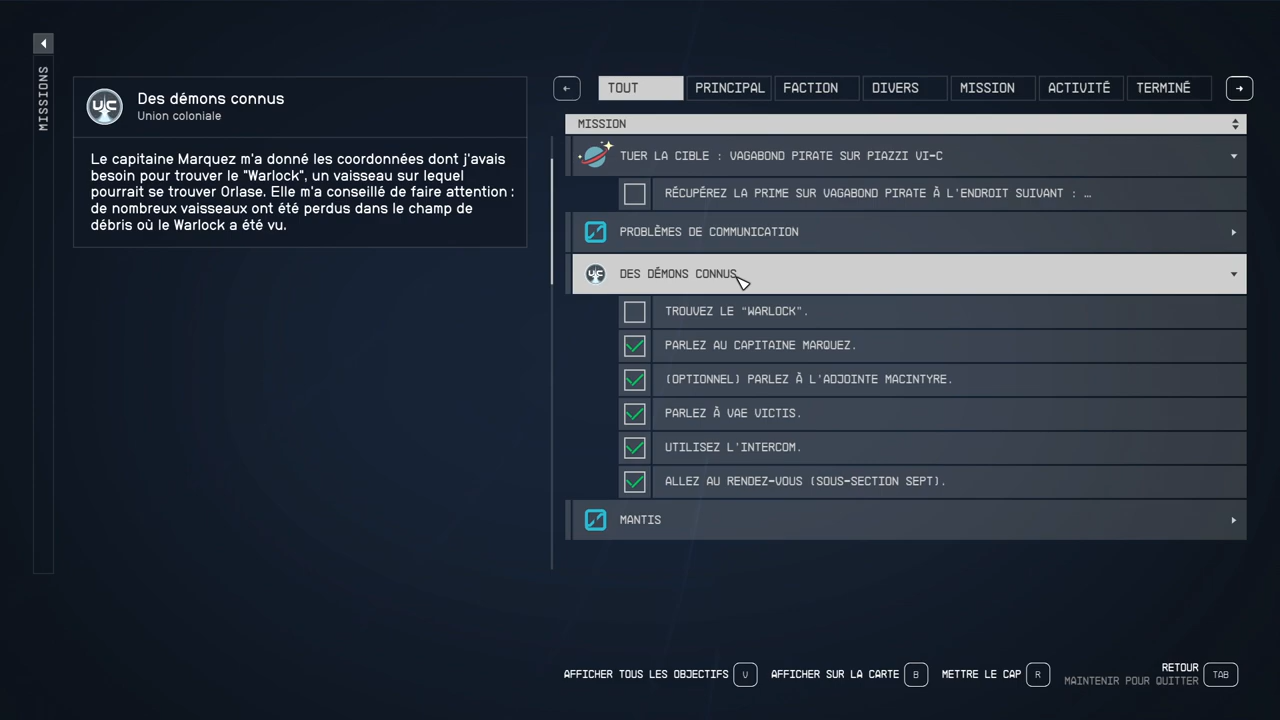 MISSIONS
Des démons connus
Union coloniale
Le capitaine Marquez m'a donné les coordonnées dont j'avais
besoin pour trouver le "Warlock", un vaisseau sur lequel
pourrait se trouver Orlase. Elle m'a conseillé de faire attention :
de nombreux vaisseaux ont été perdus dans le champ de
débris où le Warlock a été vu.
TOUT PRINCIPAL FACTION DIVERS MISSION ACTIVITÉ TERMINÉ
MISSION
TUER LA CIBLE : VAGABOND PIRATE SUR PIAZZI VI-C
RÉCUPÉREZ LA PRIME SUR VAGABOND PIRATE À L'ENDROIT SUIVANT : ...
PROBLÈMES DE COMMUNICATION
UC DES DÉMONS CONNUS
TROUVEZ LE "WARLOCK".
PARLEZ AU CAPITAINE MARQUEZ.
(OPTIONNEL) PARLEZ À L'ADJOINTE MACINTYRE.
PARLEZ À VAE VICTIS.
UTILISEZ L'INTERCOM.
ALLEZ AU RENDEZ-VOUS (SOUS-SECTION SEPT).
MANTIS
AFFICHER TOUS LES OBJECTIFS V AFFICHER SUR LA CARTE B METTRE LE CAP R RETOUR
MAINTENIR POUR QUITTER TAB